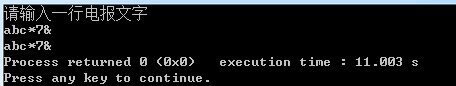 请输入一行电报文字
abc*7&
abc*7&
Process returned 0 (0x0)   execution time : 11.003 s
Press any key to continue.